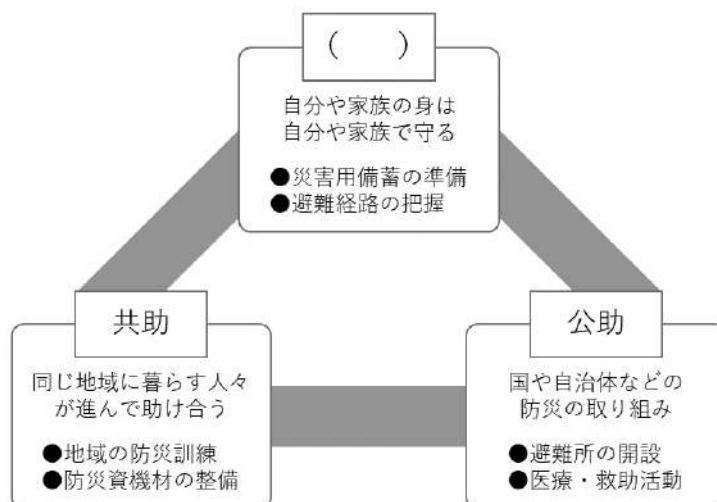 (　　)
自分や家族の身は
自分や家族で守る
●災害用備蓄の準備
●避難経路の把握
共助
同じ地域に暮らす人々
が進んで助け合う
●地域の防災訓練
●防災資機材の整備
公助
国や自治体などの
防災の取り組み
●避難所の開設
●医療・救助活動